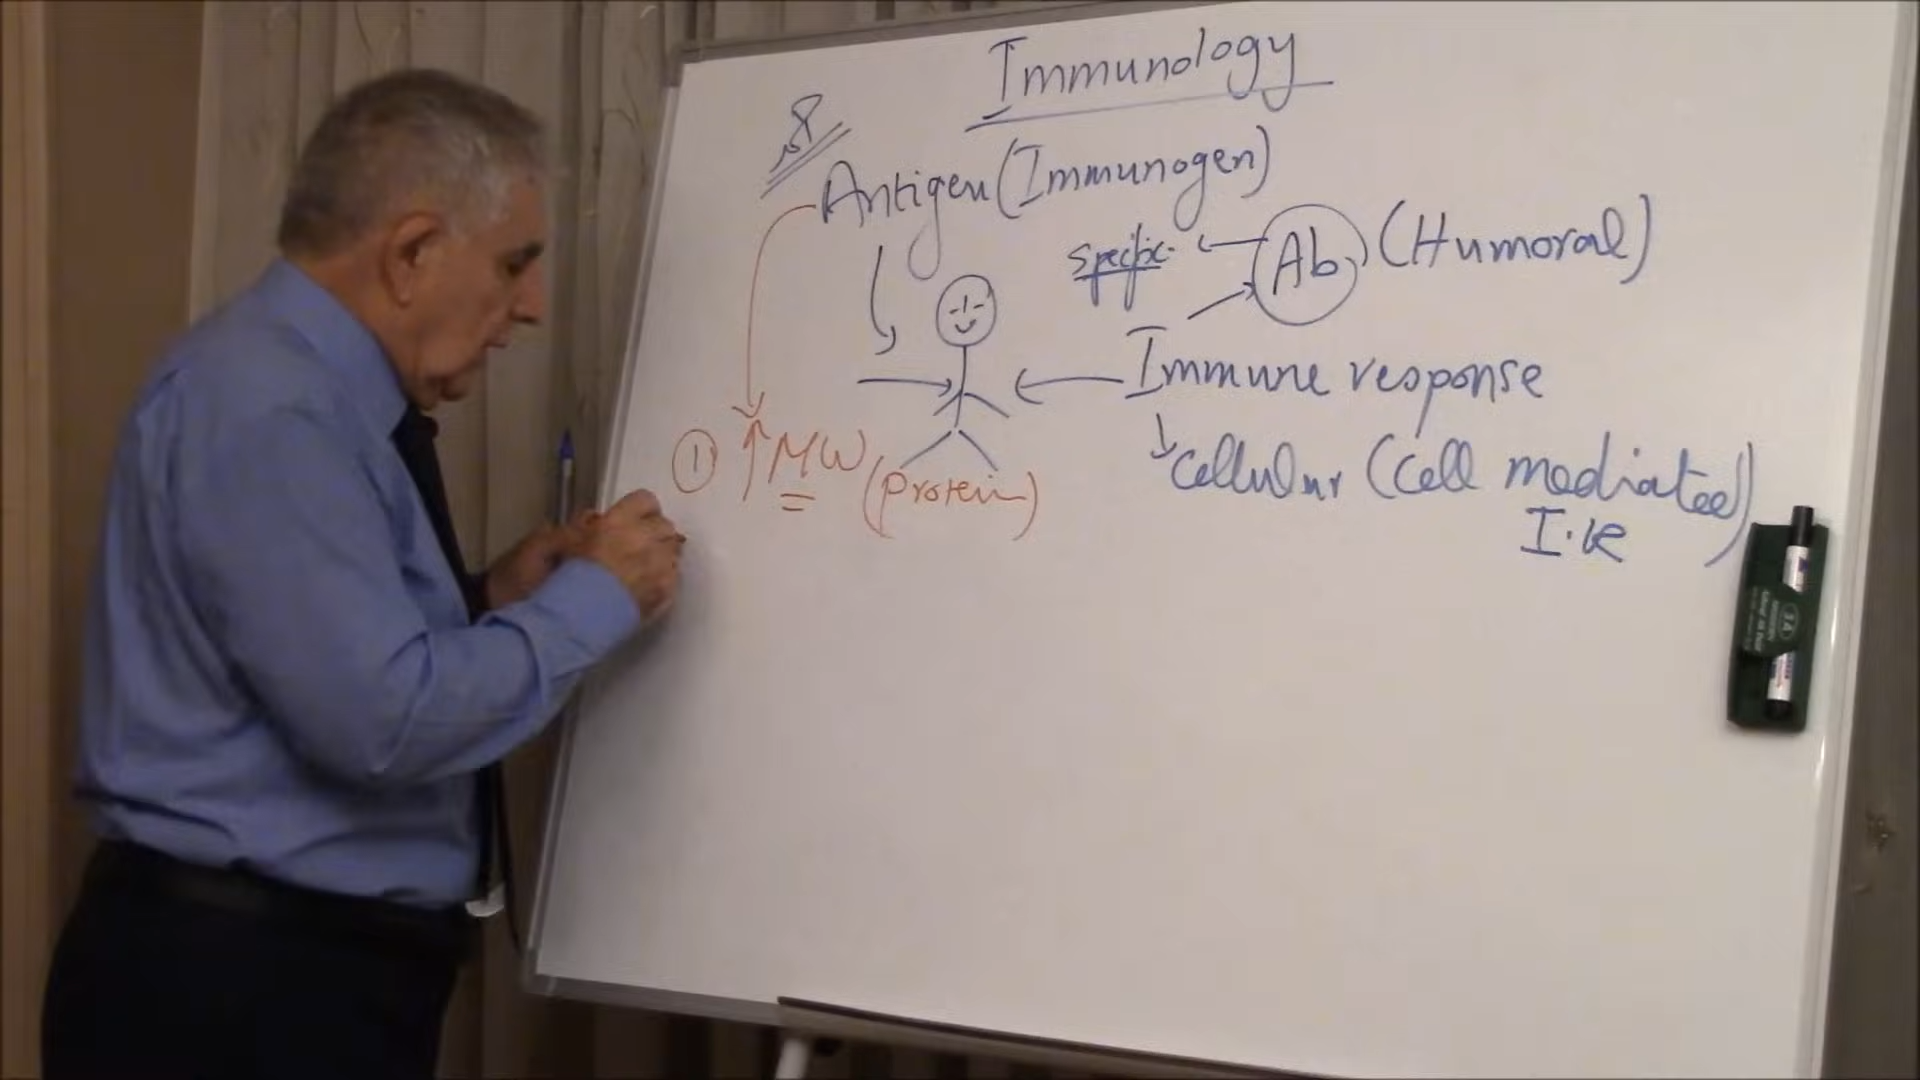 Immunology
Antigen (Immunogen)
specific Ab (Humoral)
Immune response
① ↑ MW (protein)
cellular (cell mediated)
I.R